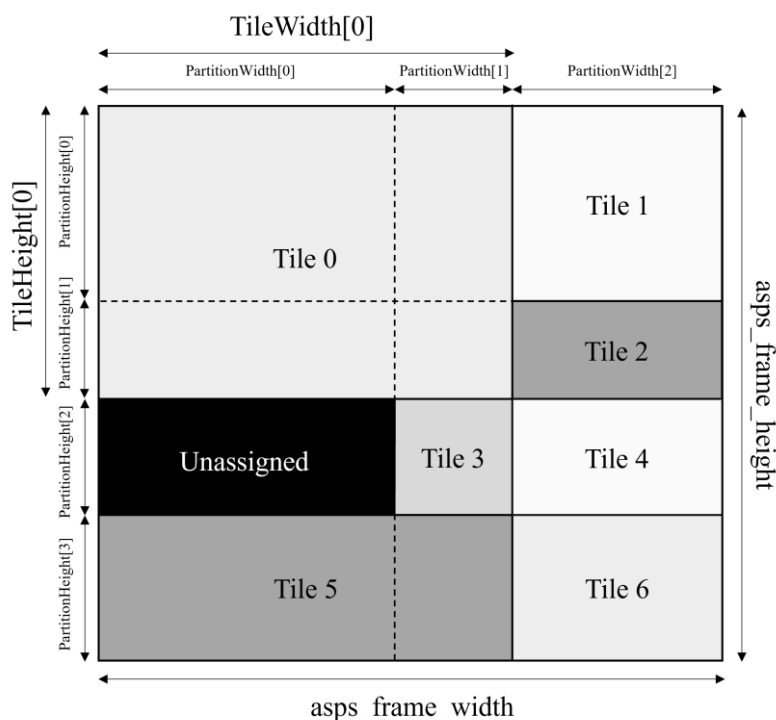 TileWidth[0]
PartitionWidth[0]
PartitionWidth[1]
PartitionWidth[2]
TileHeight[0]
PartitionHeight[0]
PartitionHeight[1]
PartitionHeight[2]
PartitionHeight[3]
Tile 0
Tile 1
Tile 2
Unassigned
Tile 3
Tile 4
Tile 5
Tile 6
asps_frame_height
asps_frame_width